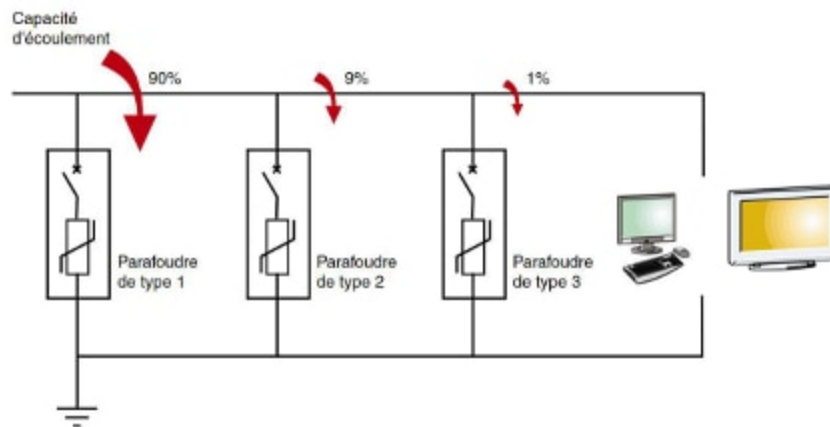 Capacité
d'écoulement
90%
9%
1%
Parafoudre
de type 1
Parafoudre
de type 2
Parafoudre
de type 3